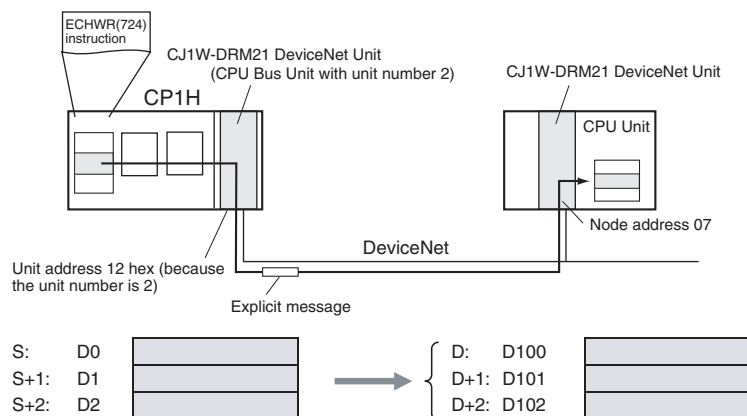 ECHWR(724)
instruction
CJ1W-DRM21 DeviceNet Unit
(CPU Bus Unit with unit number 2)
CJ1W-DRM21 DeviceNet Unit
CP1H
CPU Unit
Node address 07
DeviceNet
Unit address 12 hex (because
the unit number is 2)
Explicit message
S: D0
S+1: D1
S+2: D2
D: D100
D+1: D101
D+2: D102